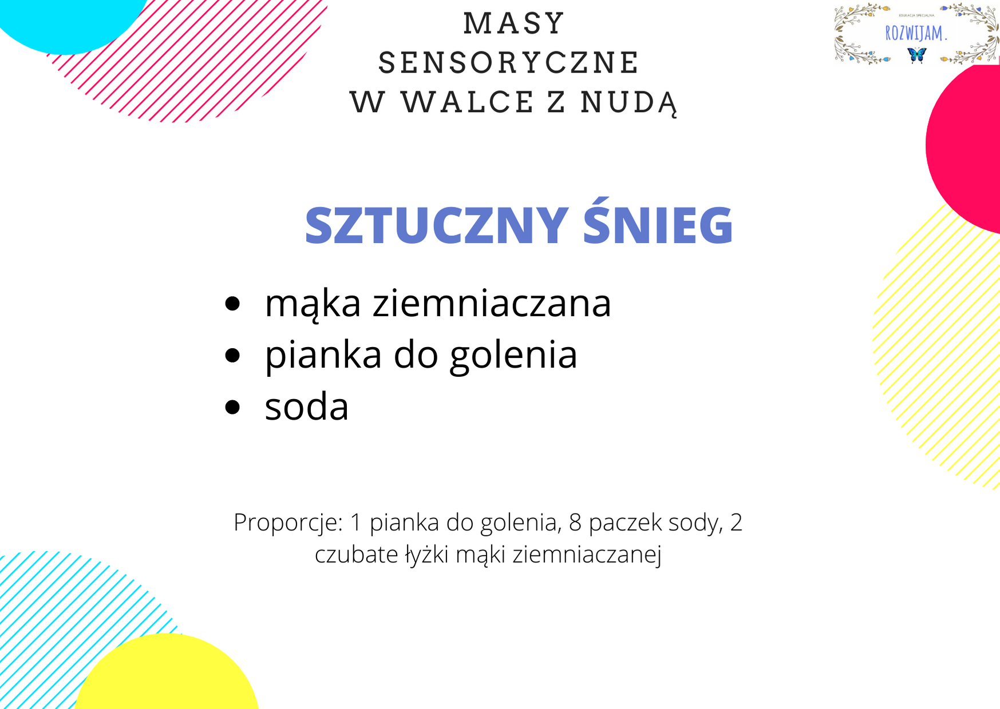 MASY
SENSORYCZNE
W WALCE Z NUDĄ
EDUKACJA SPECJALNA.
ROZWIJAM.
SZTUCZNY ŚNIEG
• mąka ziemniaczana
• pianka do golenia
• soda
Proporcje: 1 pianka do golenia, 8 paczek sody, 2
czubate łyżki mąki ziemniaczanej